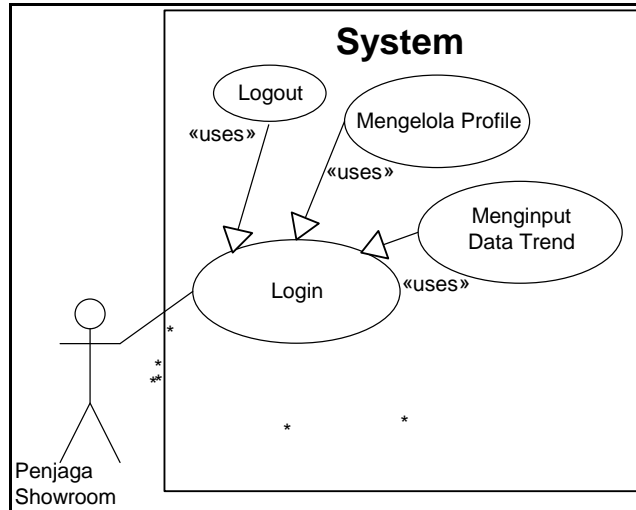 System
Logout
«uses»
Mengelola Profile
«uses»
Menginput
Data Trend
«uses»
Login
*
*
**
*
*
Penjaga
Showroom